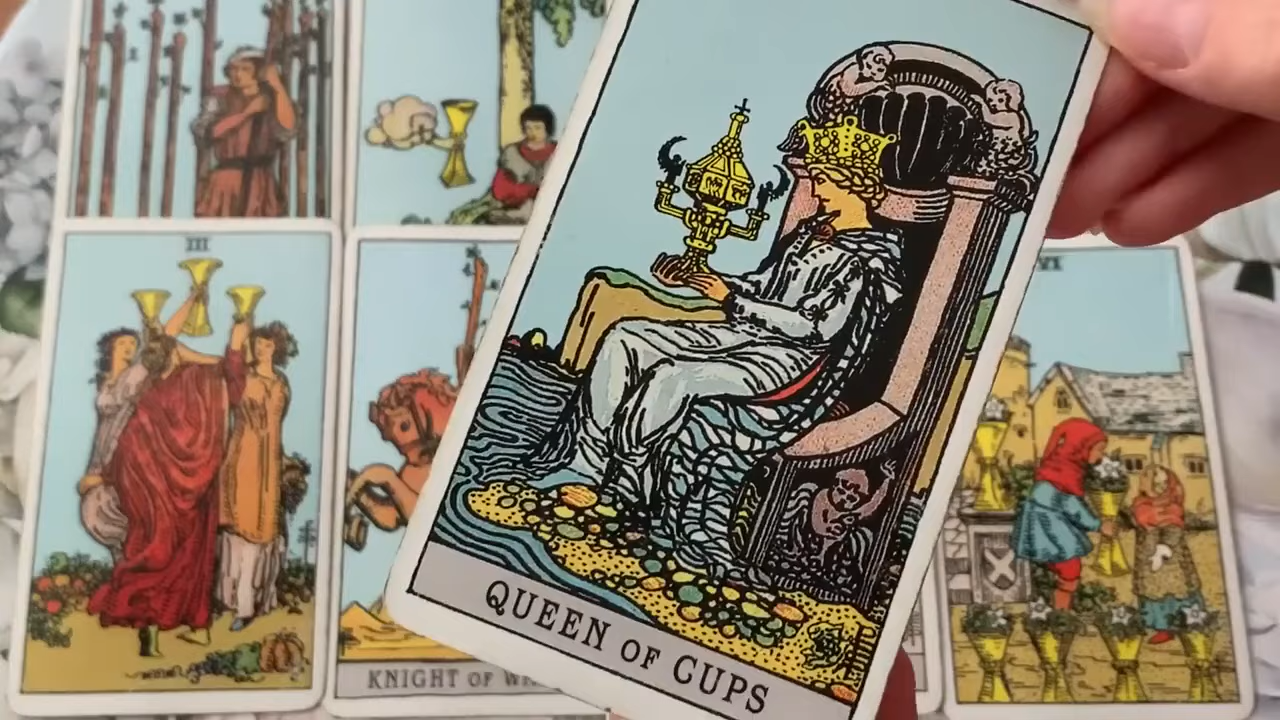 III
VI
QUEEN OF CUPS
KNIGHT OF W